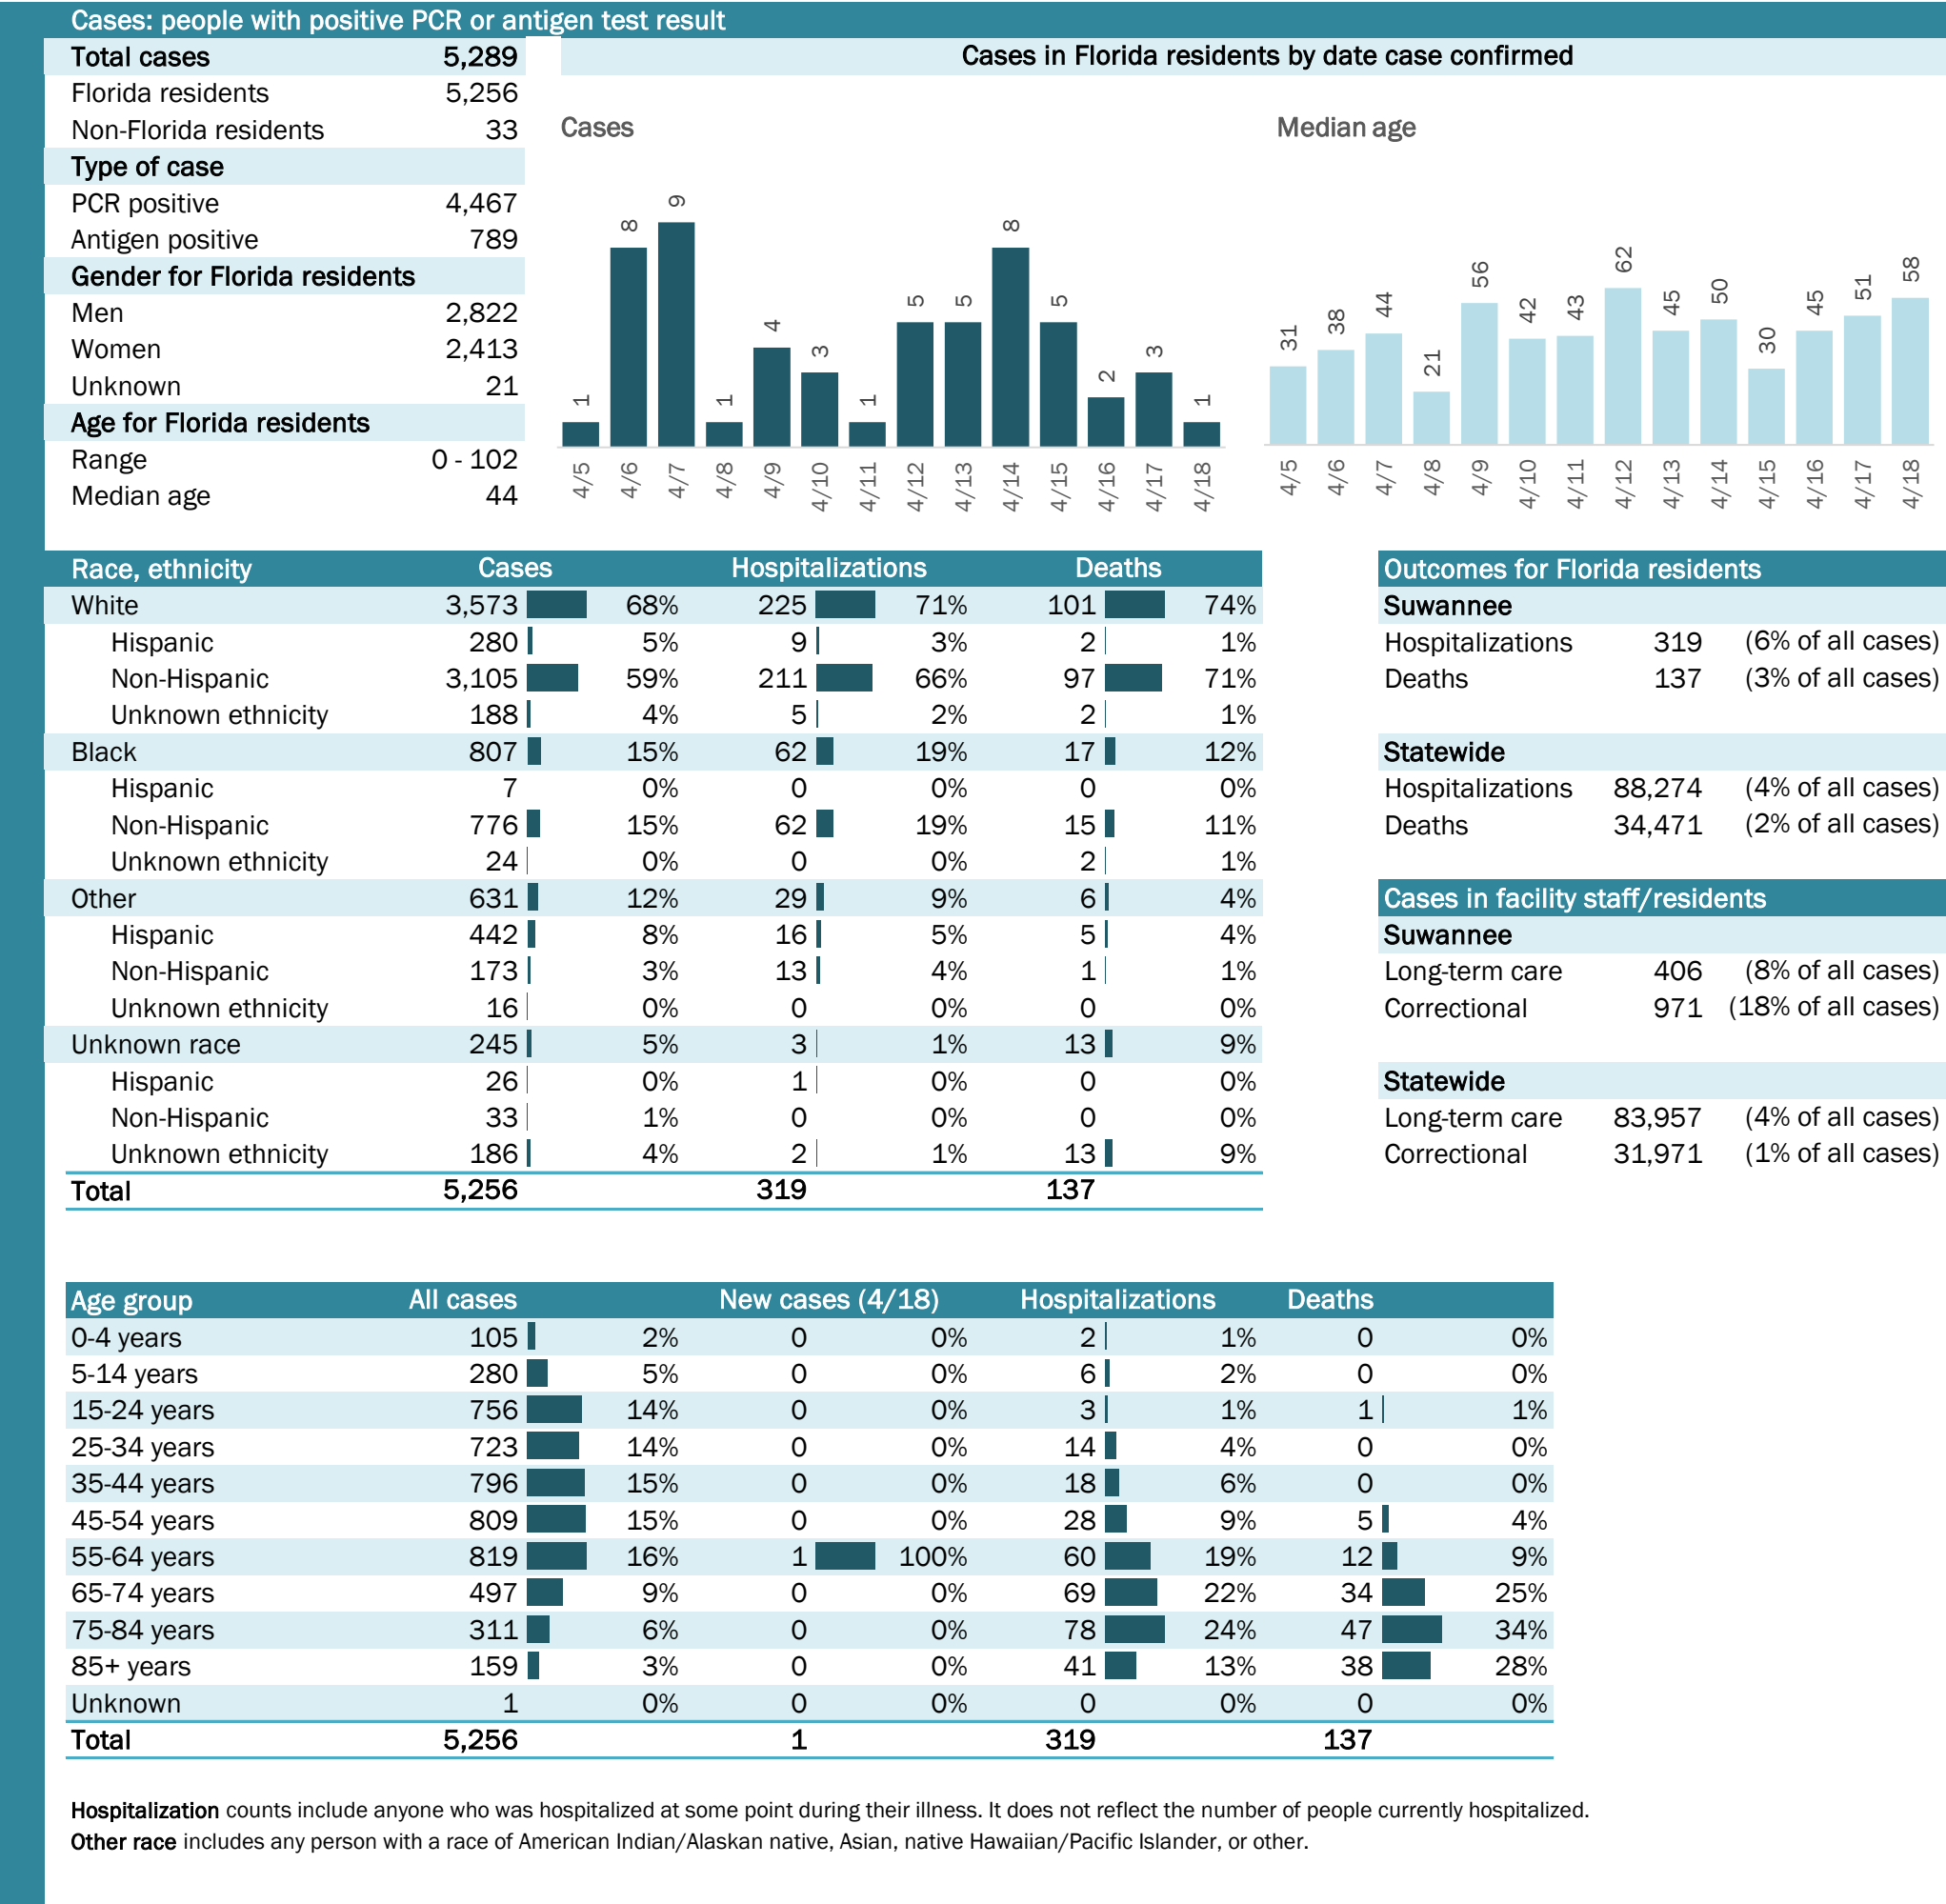 Cases: people with positive PCR or antigen test result
Total cases 5,289
Florida residents 5,256
Non-Florida residents 33
Type of case
PCR positive 4,467
Antigen positive 789
Gender for Florida residents
Men 2,822
Women 2,413
Unknown 21
Age for Florida residents
Range 0 - 102
Median age 44
Cases in Florida residents by date case confirmed
Cases
1 8 9 1 4 3 1 5 5 8 5 2 3 1
4/5 4/6 4/7 4/8 4/9 4/10 4/11 4/12 4/13 4/14 4/15 4/16 4/17 4/18
Median age
31 38 44 21 56 42 43 62 45 50 30 45 51 58
4/5 4/6 4/7 4/8 4/9 4/10 4/11 4/12 4/13 4/14 4/15 4/16 4/17 4/18
Race, ethnicity Cases Hospitalizations Deaths
White 3,573 68% 225 71% 101 74%
Hispanic 280 5% 9 3% 2 1%
Non-Hispanic 3,105 59% 211 66% 97 71%
Unknown ethnicity 188 4% 5 2% 2 1%
Black 807 15% 62 19% 17 12%
Hispanic 7 0% 0 0% 0 0%
Non-Hispanic 776 15% 62 19% 15 11%
Unknown ethnicity 24 0% 0 0% 2 1%
Other 631 12% 29 9% 6 4%
Hispanic 442 8% 16 5% 5 4%
Non-Hispanic 173 3% 13 4% 1 1%
Unknown ethnicity 16 0% 0 0% 0 0%
Unknown race 245 5% 3 1% 13 9%
Hispanic 26 0% 1 0% 0 0%
Non-Hispanic 33 1% 0 0% 0 0%
Unknown ethnicity 186 4% 2 1% 13 9%
Total 5,256 319 137
Outcomes for Florida residents
Suwannee
Hospitalizations 319 (6% of all cases)
Deaths 137 (3% of all cases)
Statewide
Hospitalizations 88,274 (4% of all cases)
Deaths 34,471 (2% of all cases)
Cases in facility staff/residents
Suwannee
Long-term care 406 (8% of all cases)
Correctional 971 (18% of all cases)
Statewide
Long-term care 83,957 (4% of all cases)
Correctional 31,971 (1% of all cases)
Age group All cases New cases (4/18) Hospitalizations Deaths
0-4 years 105 2% 0 0% 2 1% 0 0%
5-14 years 280 5% 0 0% 6 2% 0 0%
15-24 years 756 14% 0 0% 3 1% 1 1%
25-34 years 723 14% 0 0% 14 4% 0 0%
35-44 years 796 15% 0 0% 18 6% 0 0%
45-54 years 809 15% 0 0% 28 9% 5 4%
55-64 years 819 16% 1 100% 60 19% 12 9%
65-74 years 497 9% 0 0% 69 22% 34 25%
75-84 years 311 6% 0 0% 78 24% 47 34%
85+ years 159 3% 0 0% 41 13% 38 28%
Unknown 1 0% 0 0% 0 0% 0 0%
Total 5,256 1 319 137
Hospitalization counts include anyone who was hospitalized at some point during their illness. It does not reflect the number of people currently hospitalized.
Other race includes any person with a race of American Indian/Alaskan native, Asian, native Hawaiian/Pacific Islander, or other.